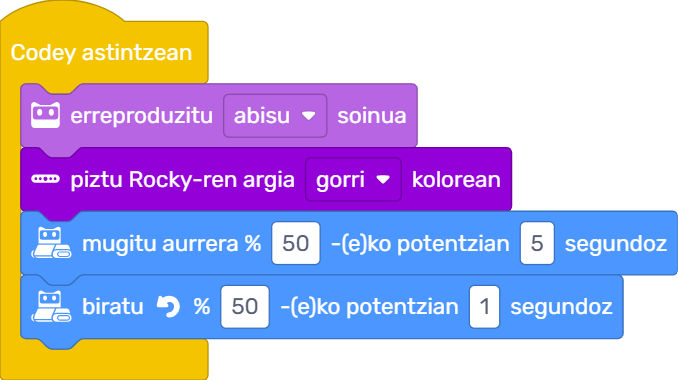 Codey astintzean
erreproduzitu abisu soinua
piztu Rocky-ren argia gorri kolorean
mugitu aurrera % 50 -(e)ko potentzian 5 segundoz
biratu % 50 -(e)ko potentzian 1 segundoz